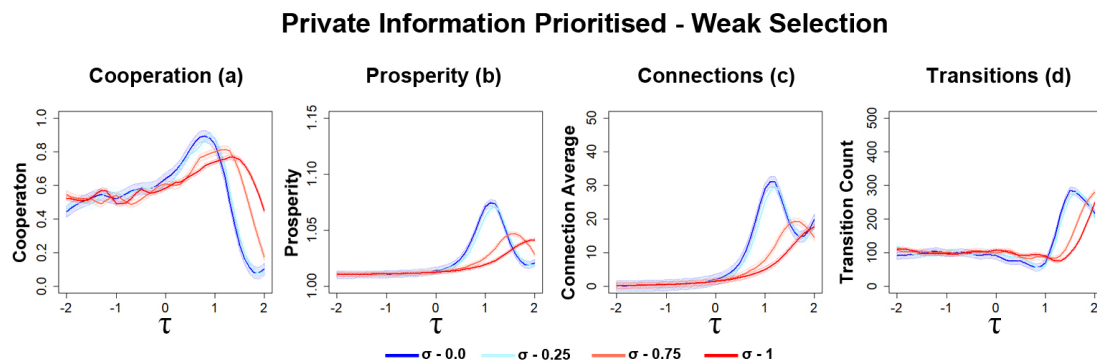 Private Information Prioritised - Weak Selection
Cooperation (a)
Prosperity (b)
Connections (c)
Transitions (d)
Cooperaton
0.0 0.2 0.4 0.6 0.8 1.0
-2 -1 0 1 2
τ
Prosperity
1.00 1.05 1.10 1.15
-2 -1 0 1 2
τ
Connection Average
0 10 20 30 40 50
-2 -1 0 1 2
τ
Transition Count
0 100 200 300 400 500
-2 -1 0 1 2
τ
σ - 0.0 σ - 0.25 σ - 0.75 σ - 1